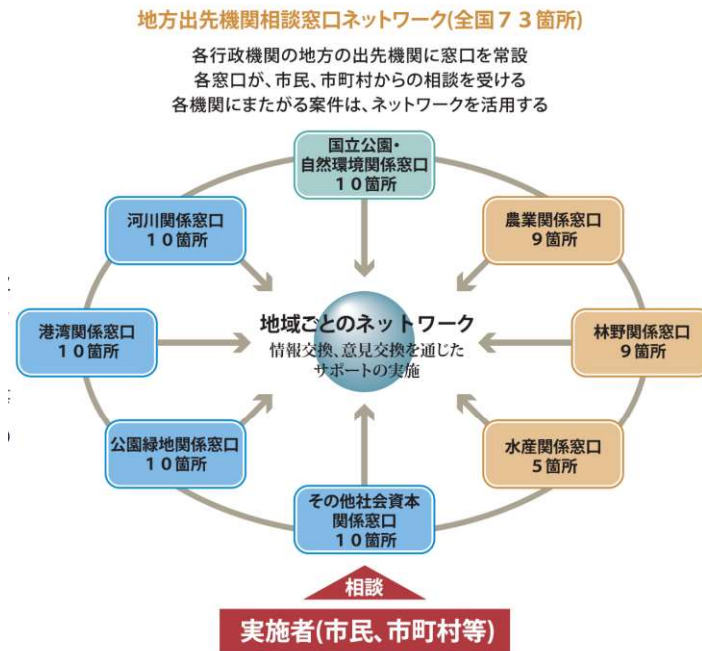 地方出先機関相談窓口ネットワーク(全国７３箇所)
各行政機関の地方の出先機関に窓口を常設
各窓口が、市民、市町村からの相談を受ける
各機関にまたがる案件は、ネットワークを活用する
国立公園・
自然環境関係窓口
１０箇所
河川関係窓口
１０箇所
農業関係窓口
９箇所
港湾関係窓口
１０箇所
地域ごとのネットワーク
情報交換、意見交換を通じた
サポートの実施
林野関係窓口
９箇所
公園緑地関係窓口
１０箇所
水産関係窓口
５箇所
その他社会資本
関係窓口
１０箇所
相談
実施者(市民、市町村等)